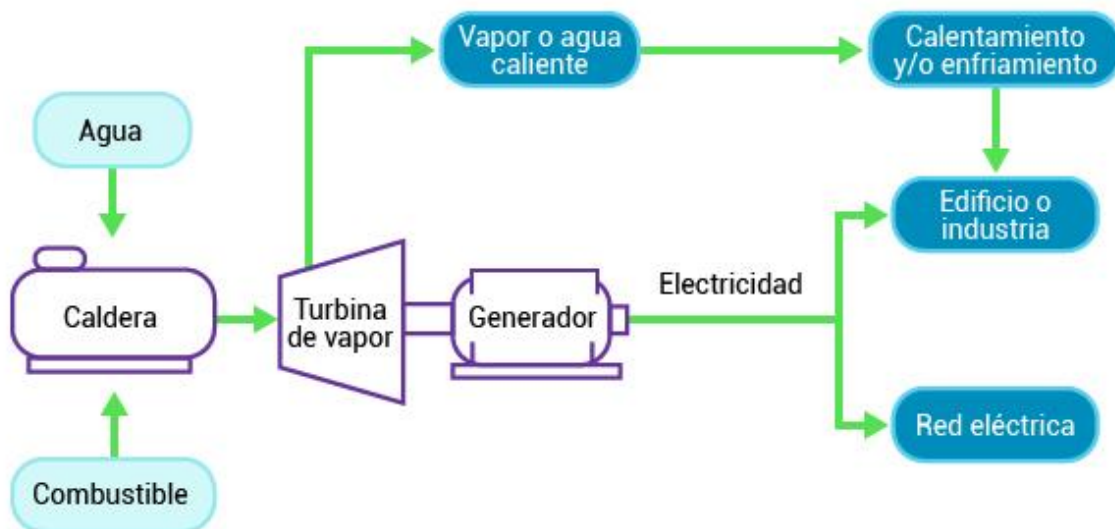 Vapor o agua
caliente
Calentamiento
y/o enfriamiento
Agua
Edificio o
industria
Caldera
Turbina
de vapor
Generador
Electricidad
Red eléctrica
Combustible